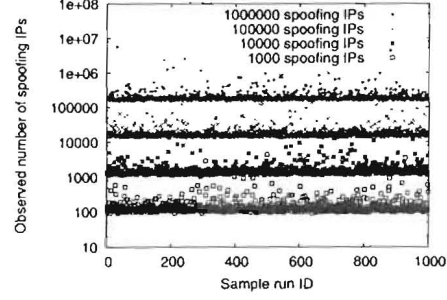 1e+08
1e+07
1e+06
100000
10000
1000
100
10
Observed number of spoofing IPs
1000000 spoofing IPs
100000 spoofing IPs
10000 spoofing IPs
1000 spoofing IPs
0 200 400 600 800 1000
Sample run ID